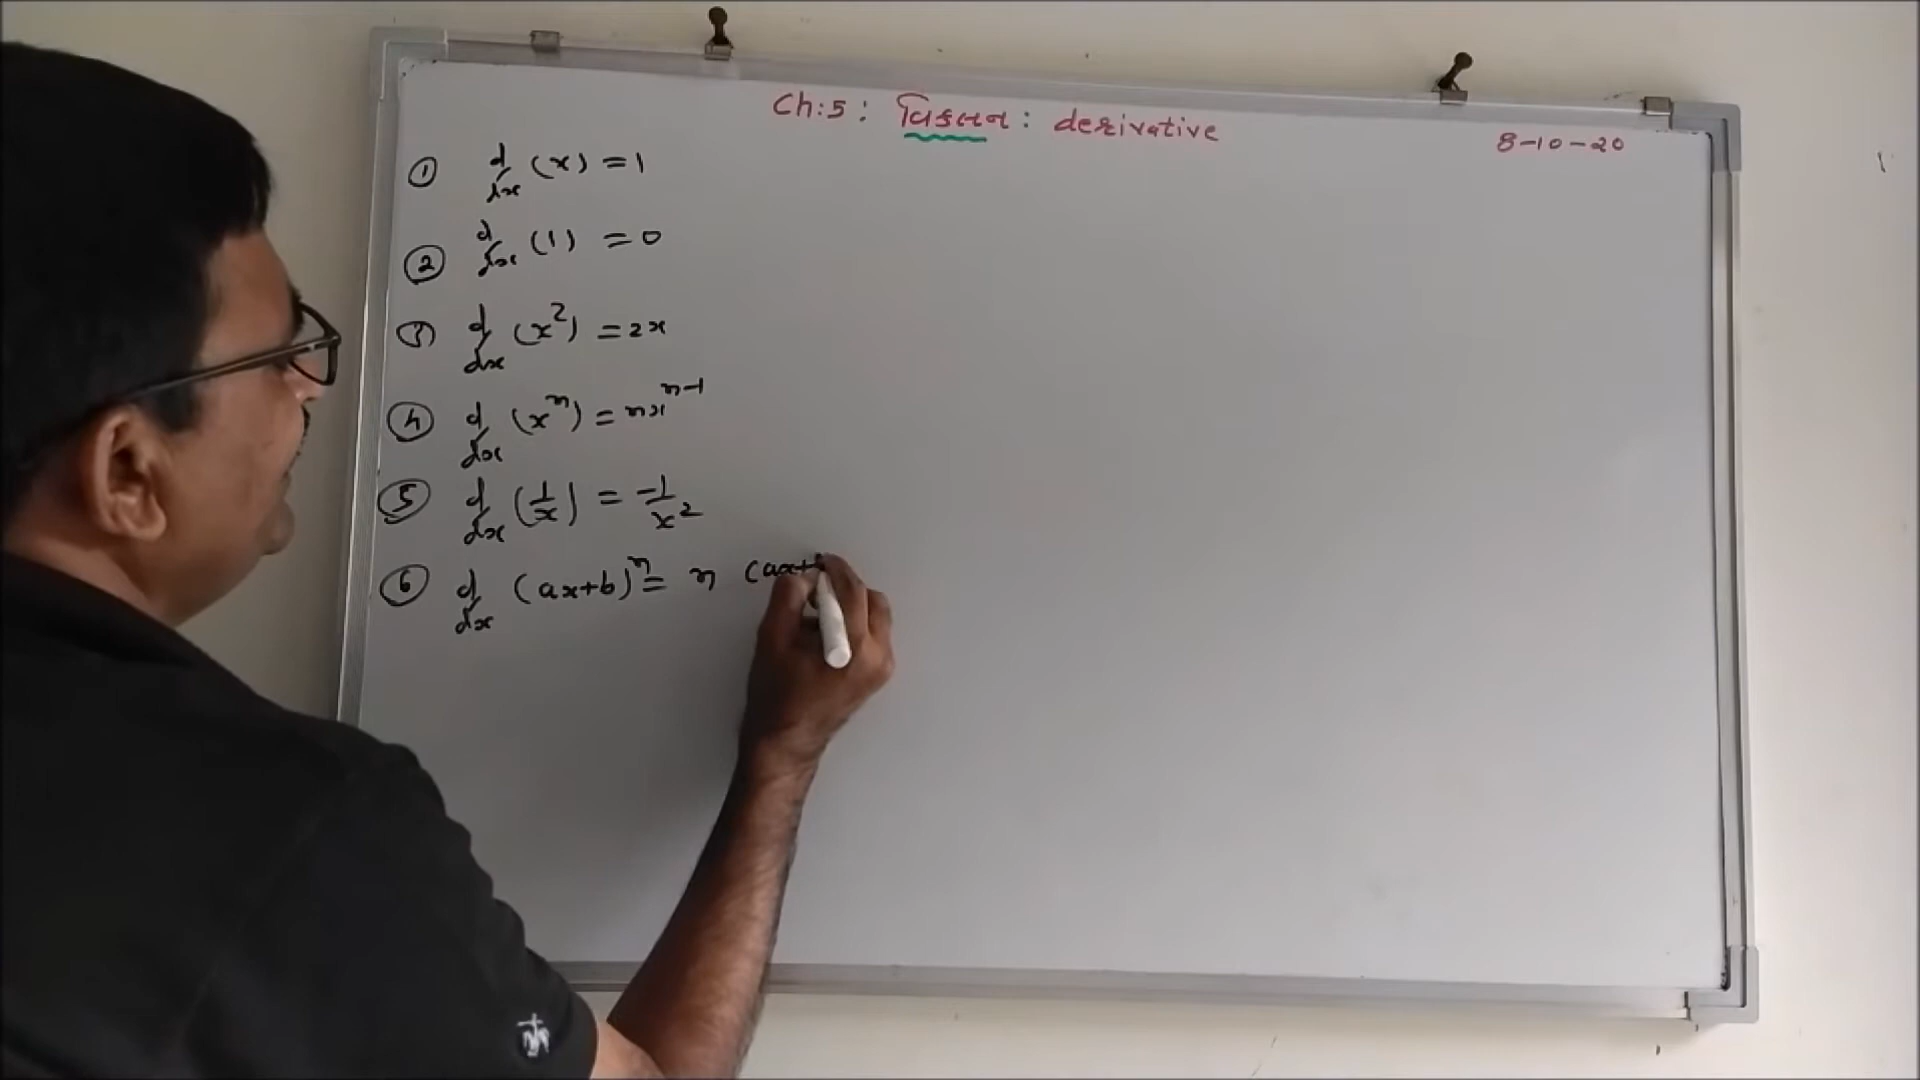 Ch:5 : વિકલન : derivative
8-10-20
① d/dx (x) = 1
② d/dx (1) = 0
③ d/dx (x²) = 2x
④ d/dx (xⁿ) = nxⁿ⁻¹
⑤ d/dx (1/x) = -1/x²
⑥ d/dx (ax+b)ⁿ = n (ax+